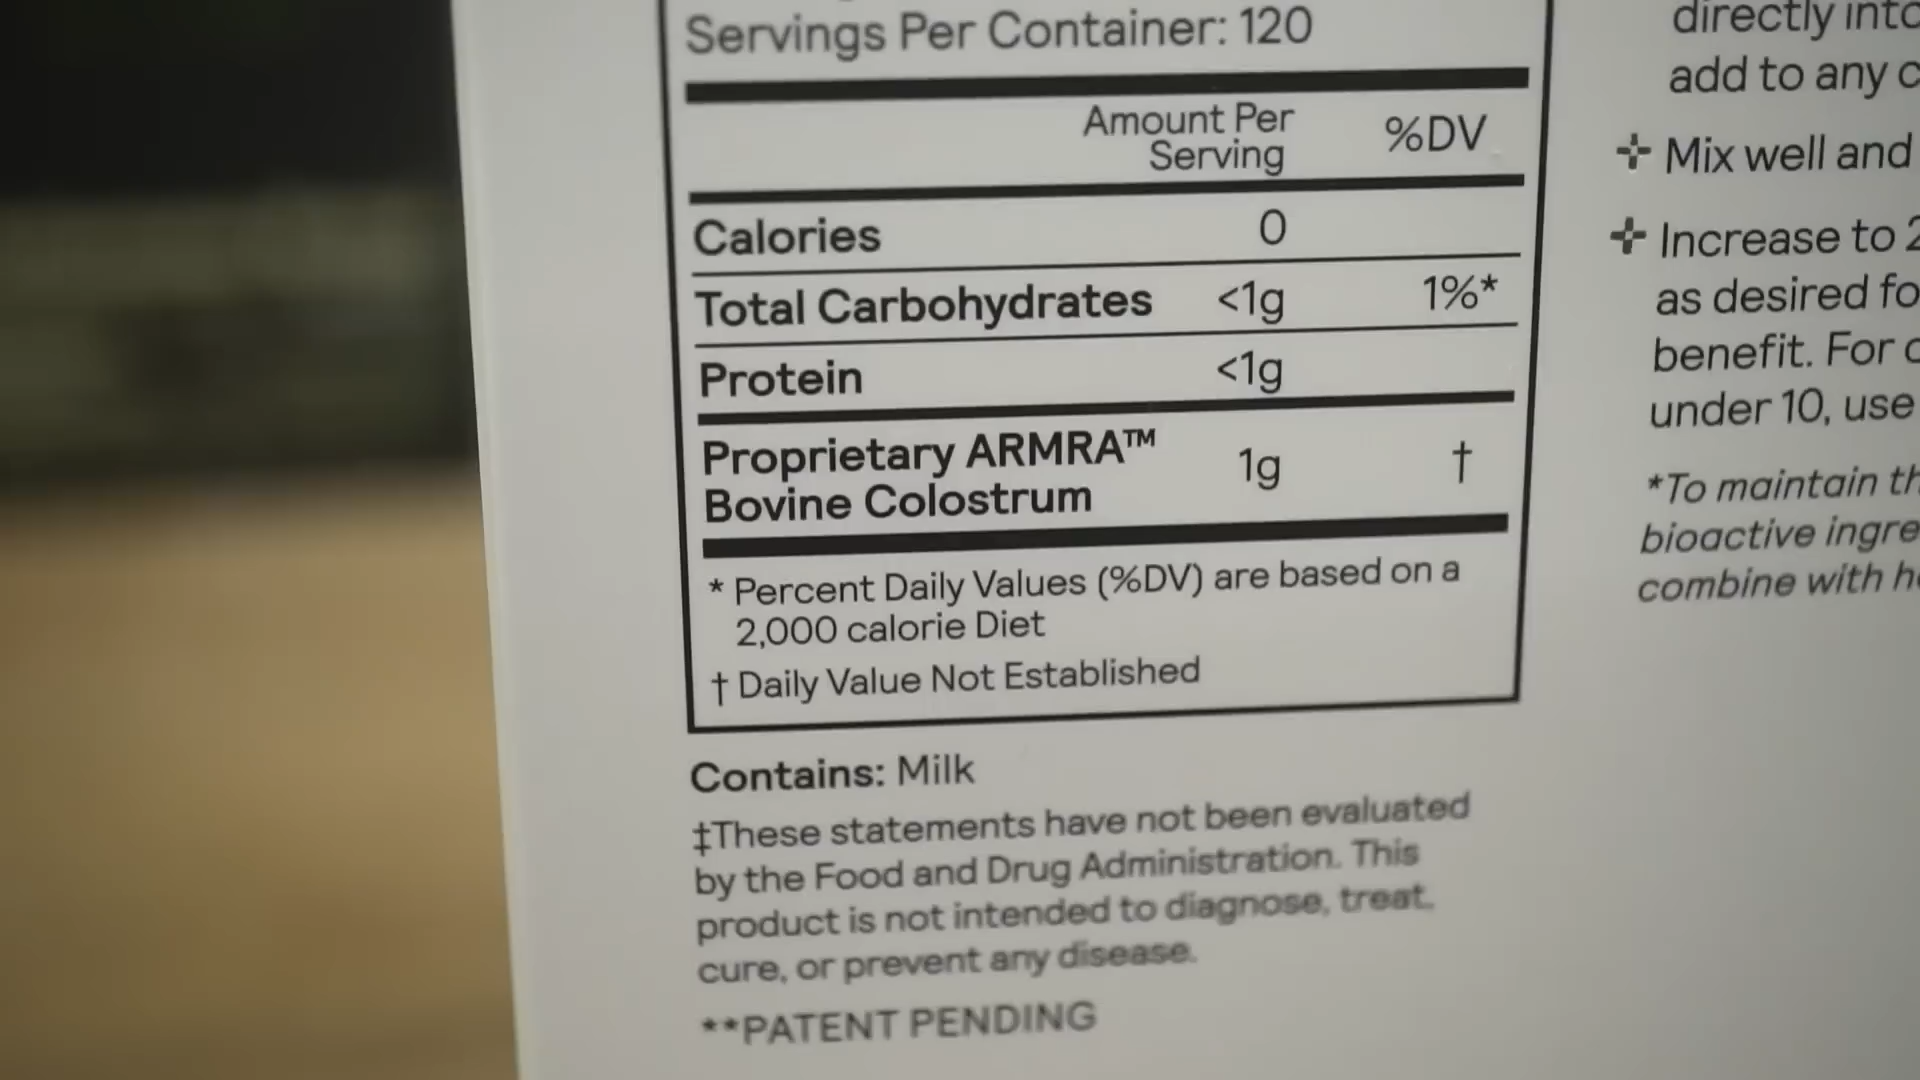 Servings Per Container: 120
Amount Per
Serving
%DV
Calories 0
Total Carbohydrates <1g 1%*
Protein <1g
Proprietary ARMRA™
Bovine Colostrum
1g †
* Percent Daily Values (%DV) are based on a
2,000 calorie Diet
† Daily Value Not Established
Contains: Milk
‡These statements have not been evaluated
by the Food and Drug Administration. This
product is not intended to diagnose, treat,
cure, or prevent any disease.
**PATENT PENDING
directly into
add to any
Mix well and
Increase to 2
as desired
benefit. For
under 10, use
*To maintain
bioactive
combine with